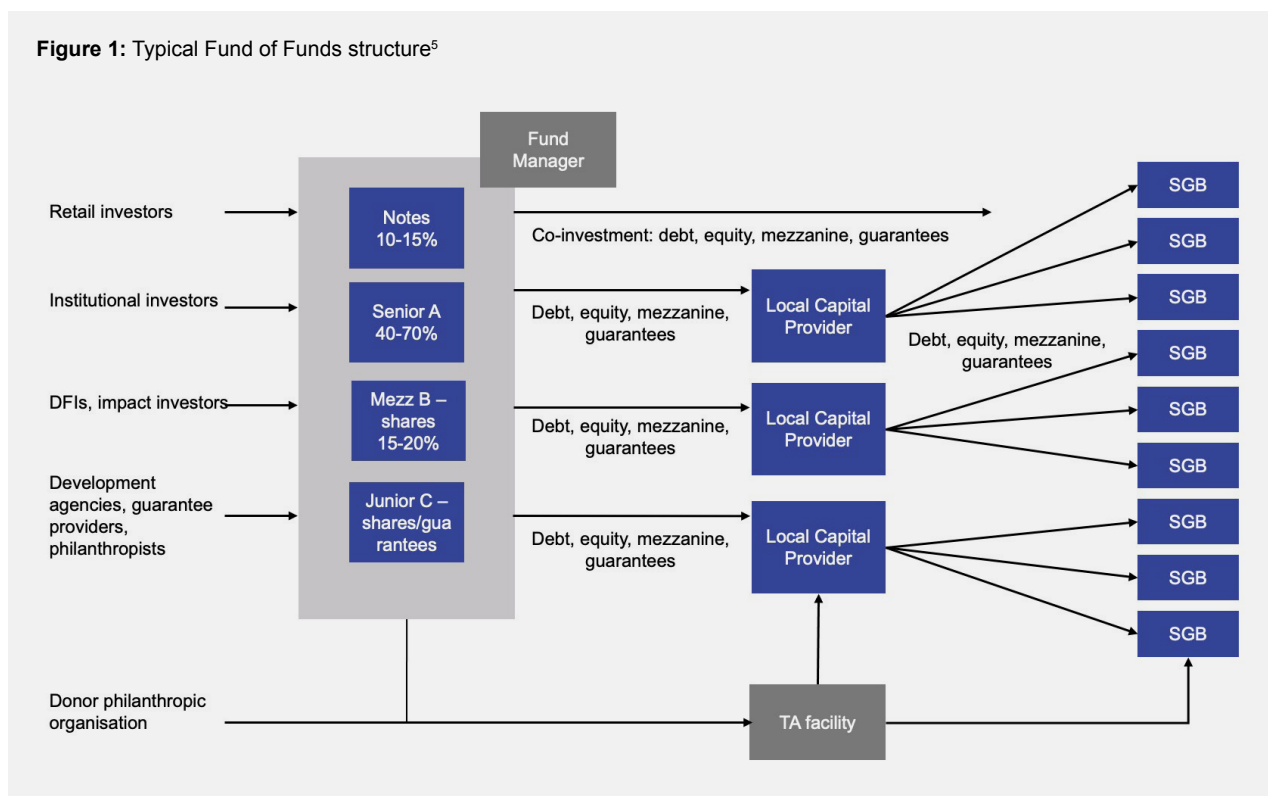 Figure 1: Typical Fund of Funds structure5
Fund
Manager
Retail investors
Notes
10-15%
Co-investment: debt, equity, mezzanine, guarantees
Institutional investors
Senior A
40-70%
Debt, equity, mezzanine,
guarantees
Local Capital
Provider
DFIs, impact investors
Mezz B –
shares
15-20%
Debt, equity, mezzanine,
guarantees
Local Capital
Provider
Development
agencies, guarantee
providers,
philanthropists
Junior C –
shares/gua
rantees
Debt, equity, mezzanine,
guarantees
Local Capital
Provider
Debt, equity, mezzanine,
guarantees
SGB
SGB
SGB
SGB
SGB
SGB
SGB
SGB
SGB
Donor philanthropic
organisation
TA facility